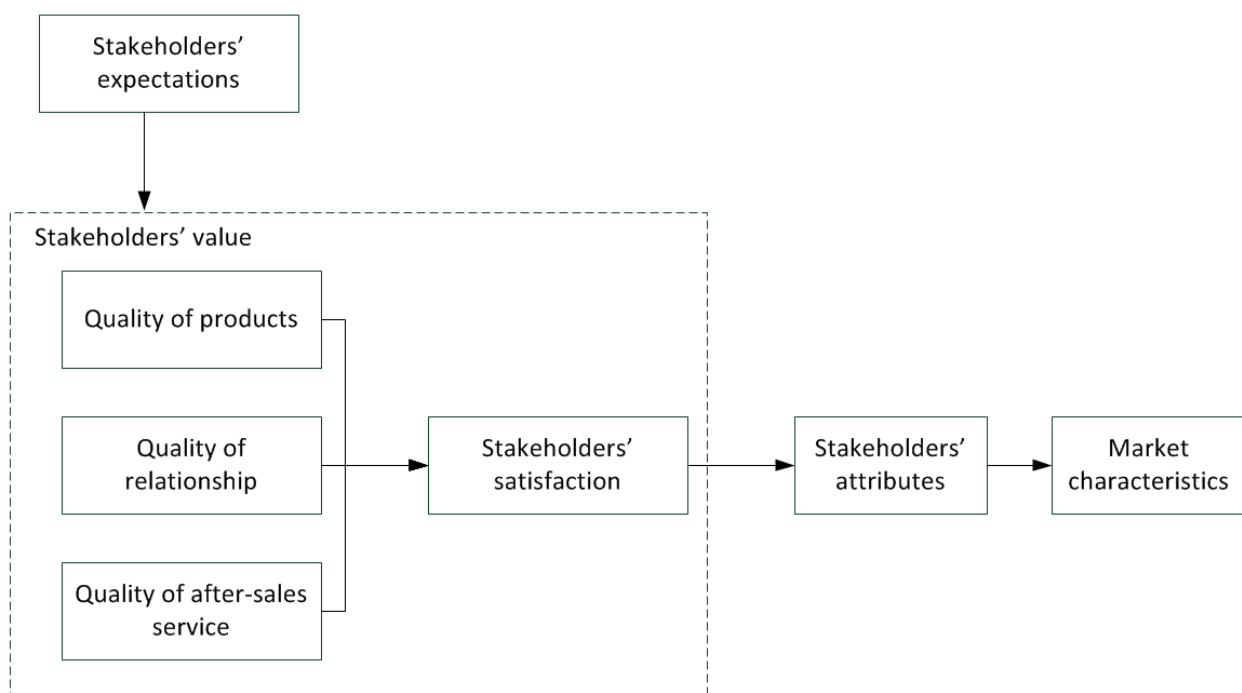 Stakeholders’
expectations
Stakeholders’ value
Quality of products
Quality of
relationship
Quality of after-sales
service
Stakeholders’
satisfaction
Stakeholders’
attributes
Market
characteristics